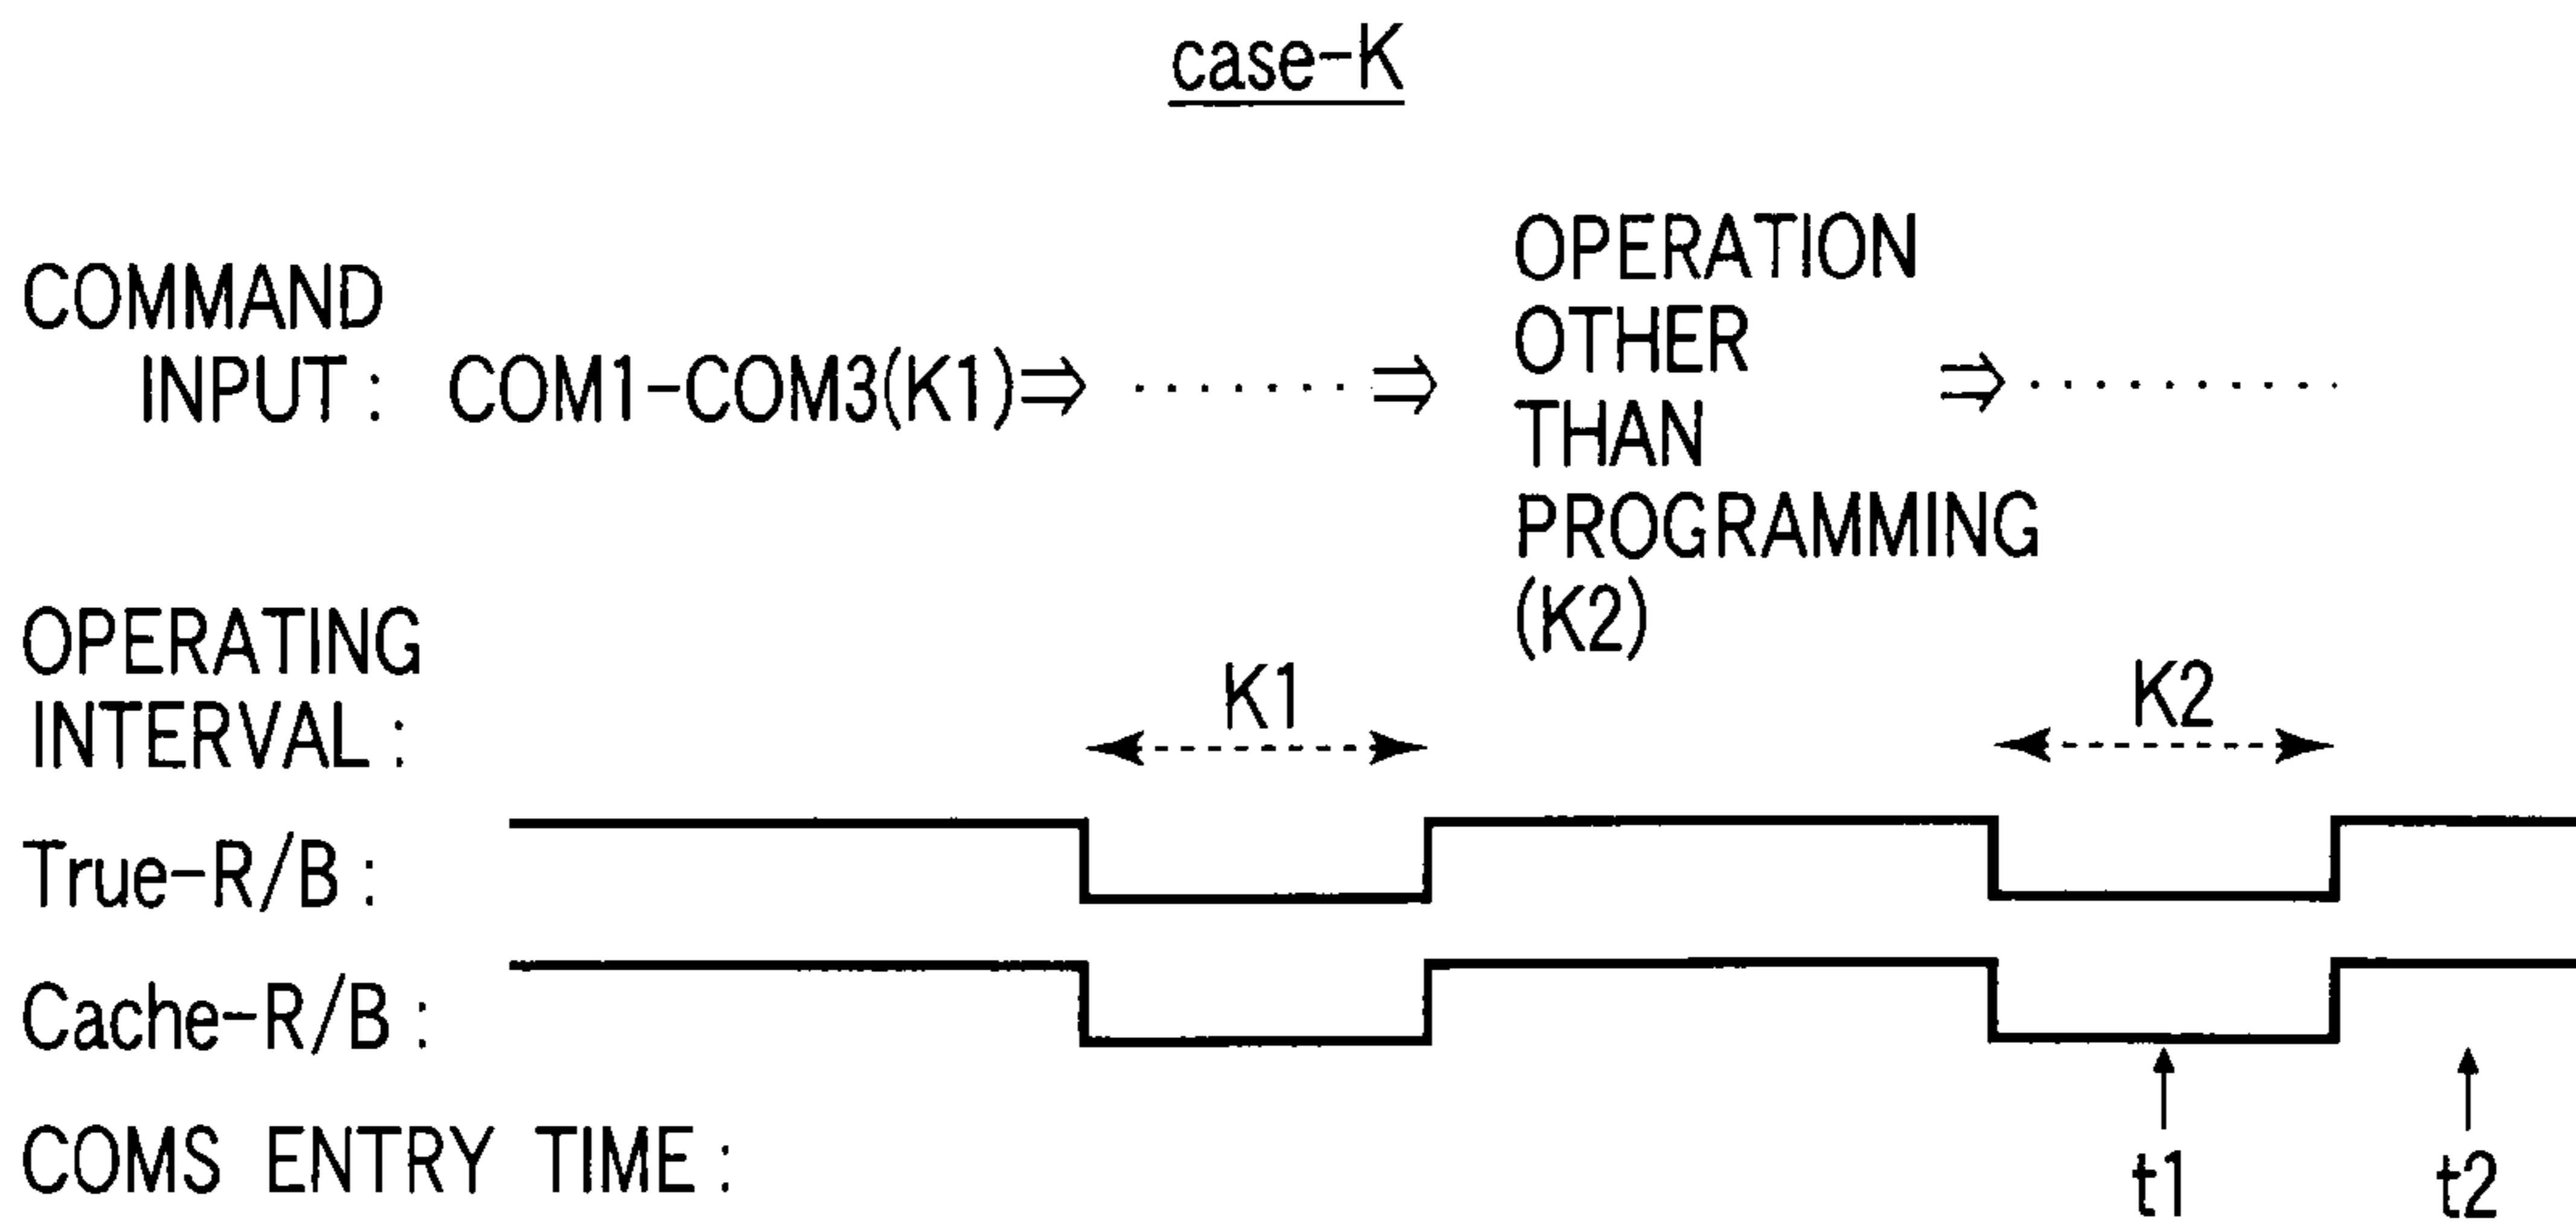 case-K
COMMAND
INPUT : COM1-COM3(K1)⇒ ······· ⇒
OPERATION
OTHER
THAN
PROGRAMMING
(K2)
⇒ ··········
OPERATING
INTERVAL :
K1
K2
True-R/B :
Cache-R/B :
COMS ENTRY TIME :
t1
t2